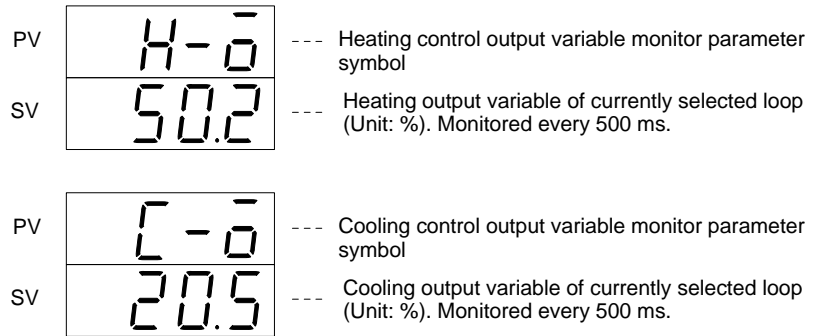 PV
H-ō
Heating control output variable monitor parameter
symbol
SV
50.2
Heating output variable of currently selected loop
(Unit: %). Monitored every 500 ms.
PV
C-ō
Cooling control output variable monitor parameter
symbol
SV
20.5
Cooling output variable of currently selected loop
(Unit: %). Monitored every 500 ms.